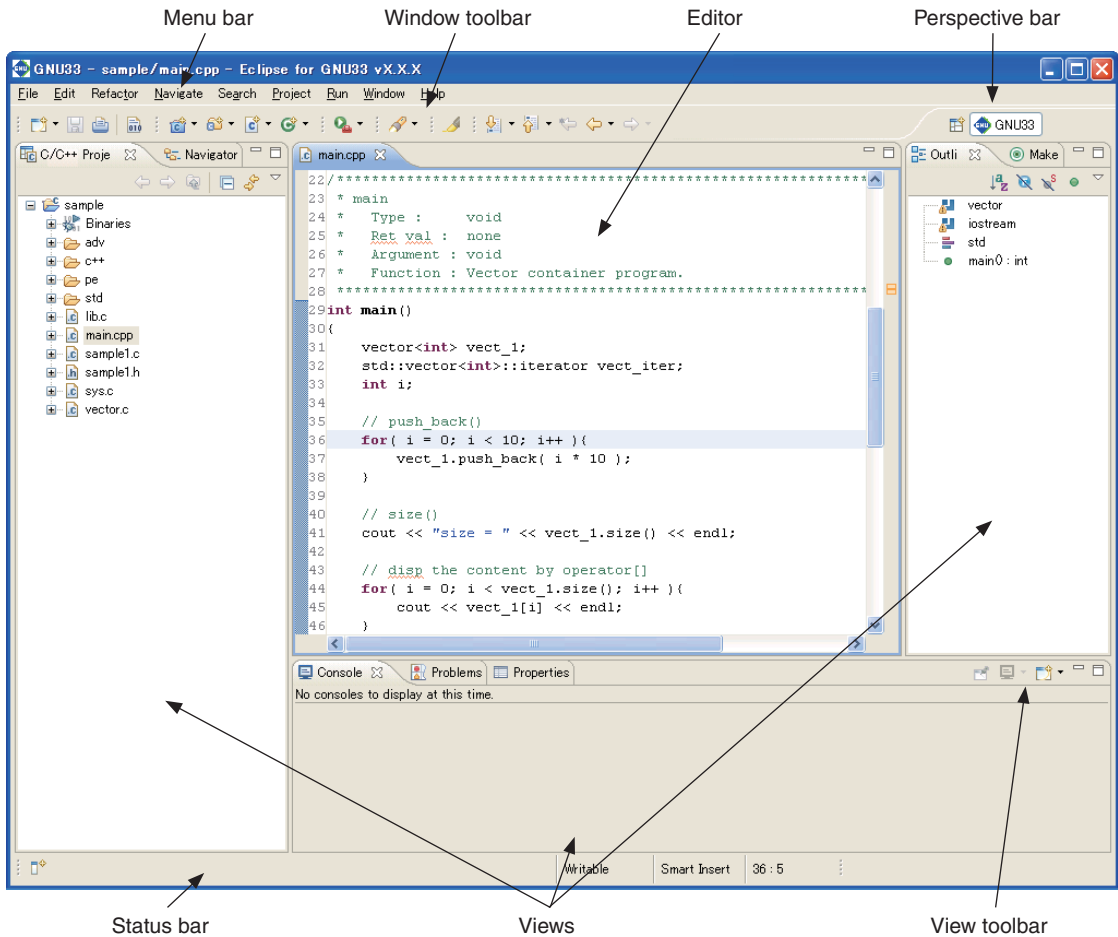 Menu bar
Window toolbar
Editor
Perspective bar
GNU33 - sample/main.cpp - Eclipse for GNU33 vX.X.X
File Edit Refactor Navigate Search Project Run Window Help
GNU33
C/C++ Proje
Navigator
sample
Binaries
adv
c++
pe
std
lib.c
main.cpp
sample1.c
sample1.h
sys.c
vector.c
main.cpp
22/*************************************************************
23 * main
24 *   Type :     void
25 *   Ret val :  none
26 *   Argument : void
27 *   Function : Vector container program.
28 *************************************************************
29int main()
30{
31    vector<int> vect_1;
32    std::vector<int>::iterator vect_iter;
33    int i;
34
35    // push_back()
36    for( i = 0; i < 10; i++ ){
37        vect_1.push_back( i * 10 );
38    }
39
40    // size()
41    cout << "size = " << vect_1.size() << endl;
42
43    // disp the content by operator[]
44    for( i = 0; i < vect_1.size(); i++ ){
45        cout << vect_1[i] << endl;
46    }
Outli
Make
vector
iostream
std
main() : int
Console
Problems
Properties
No consoles to display at this time.
Writable
Smart Insert
36 : 5
Status bar
Views
View toolbar